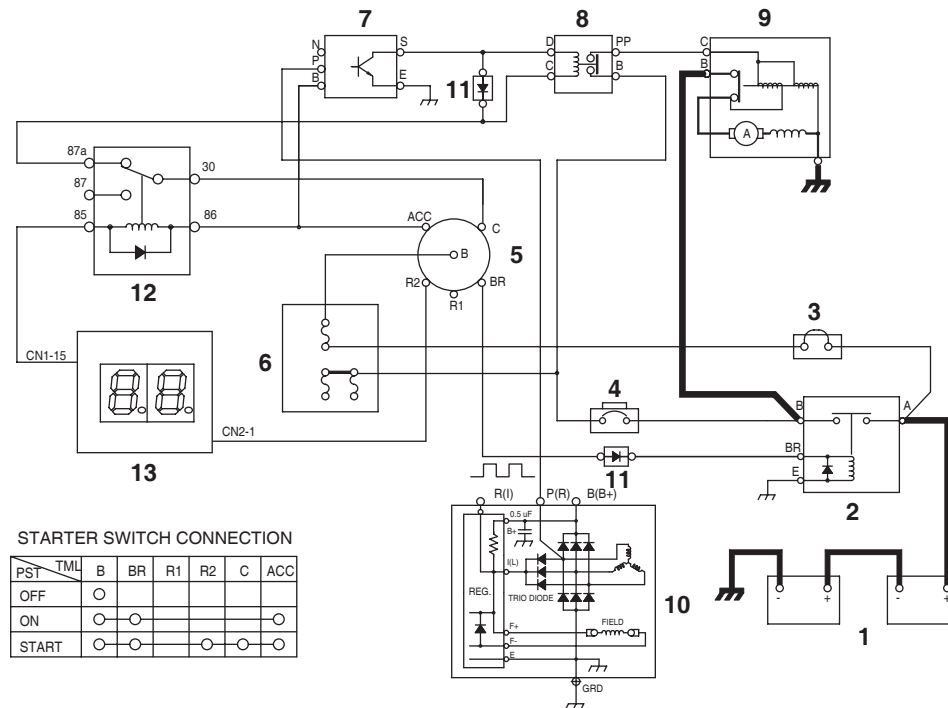 7
8
9
N
P
B
S
E
11
D
C
PP
B
C
B
A
87a
87
85
30
86
12
ACC
C
B
5
R2
BR
R1
6
3
4
B
A
BR
E
2
11
CN1-15
CN2-1
13
R(I)
P(R)
B(B+)
0.5 uF
B+
I(L)
REG.
TRIO DIODE
F+
FIELD
F-
E
GRD
10
- + - +
1
STARTER SWITCH CONNECTION
PST TML B BR R1 R2 C ACC
OFF
ON
START